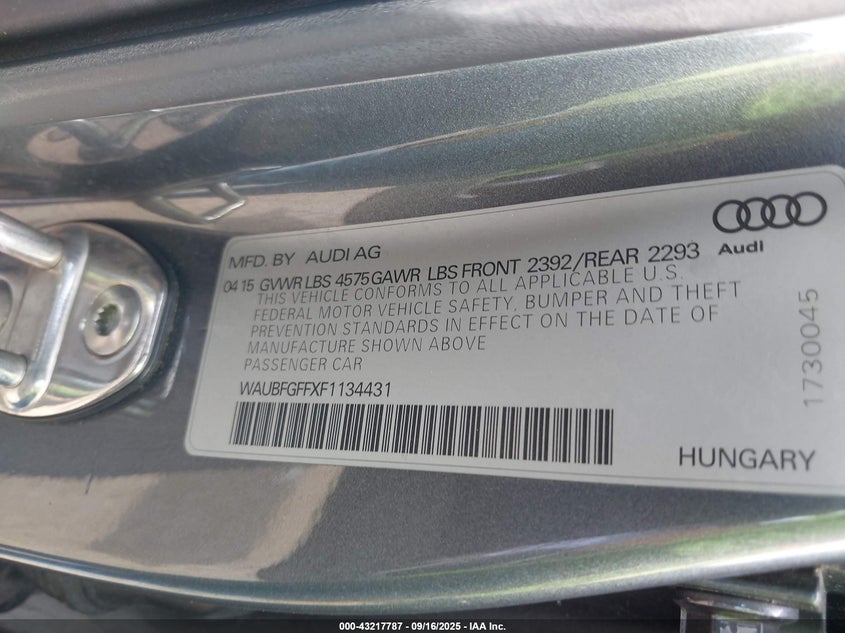 MFD. BY AUDI AG
Audi
04 15 GVWR LBS 4575 GAWR LBS FRONT 2392/REAR 2293
THIS VEHICLE CONFORMS TO ALL APPLICABLE U.S.
FEDERAL MOTOR VEHICLE SAFETY, BUMPER AND THEFT
PREVENTION STANDARDS IN EFFECT ON THE DATE OF
MANUFACTURE SHOWN ABOVE
PASSENGER CAR
WAUBFGFFXF1134431
HUNGARY
1730045
000-43217787 - 09/16/2025 - IAA Inc.